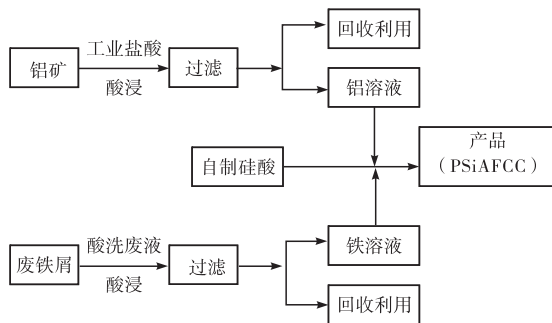 回收利用
工业盐酸
铝矿
过滤
酸浸
铝溶液
产品
(PSiAFCC)
自制硅酸
酸洗废液
铁溶液
废铁屑
过滤
酸浸
回收利用